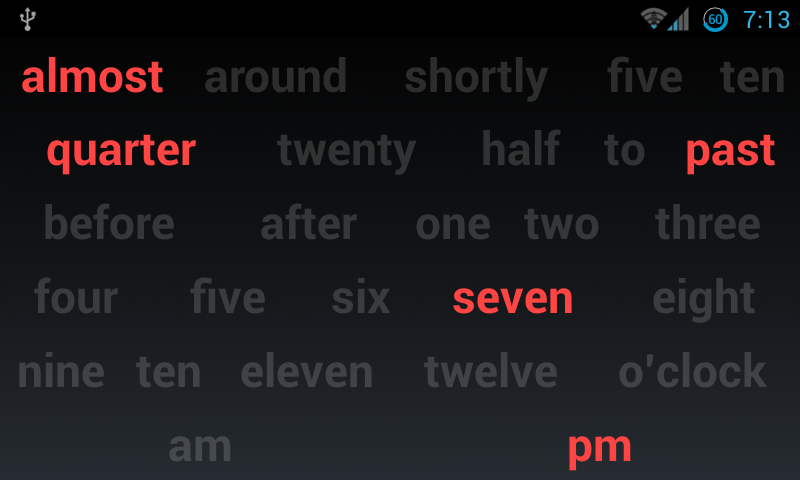 60 7:13
almost around shortly five ten
quarter twenty half to past
before after one two three
four five six seven eight
nine ten eleven twelve o'clock
am pm